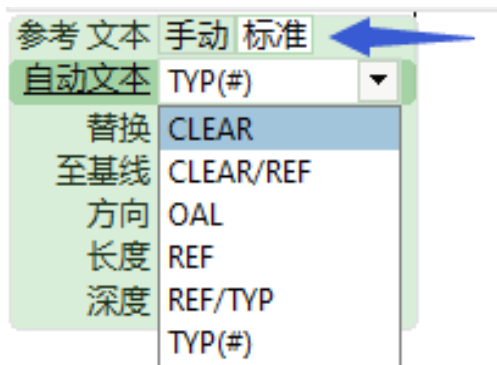 参考 文本 手动 标准
自动文本 TYP(#)
替换 CLEAR
至基线 CLEAR/REF
方向 OAL
长度 REF
深度 REF/TYP
TYP(#)